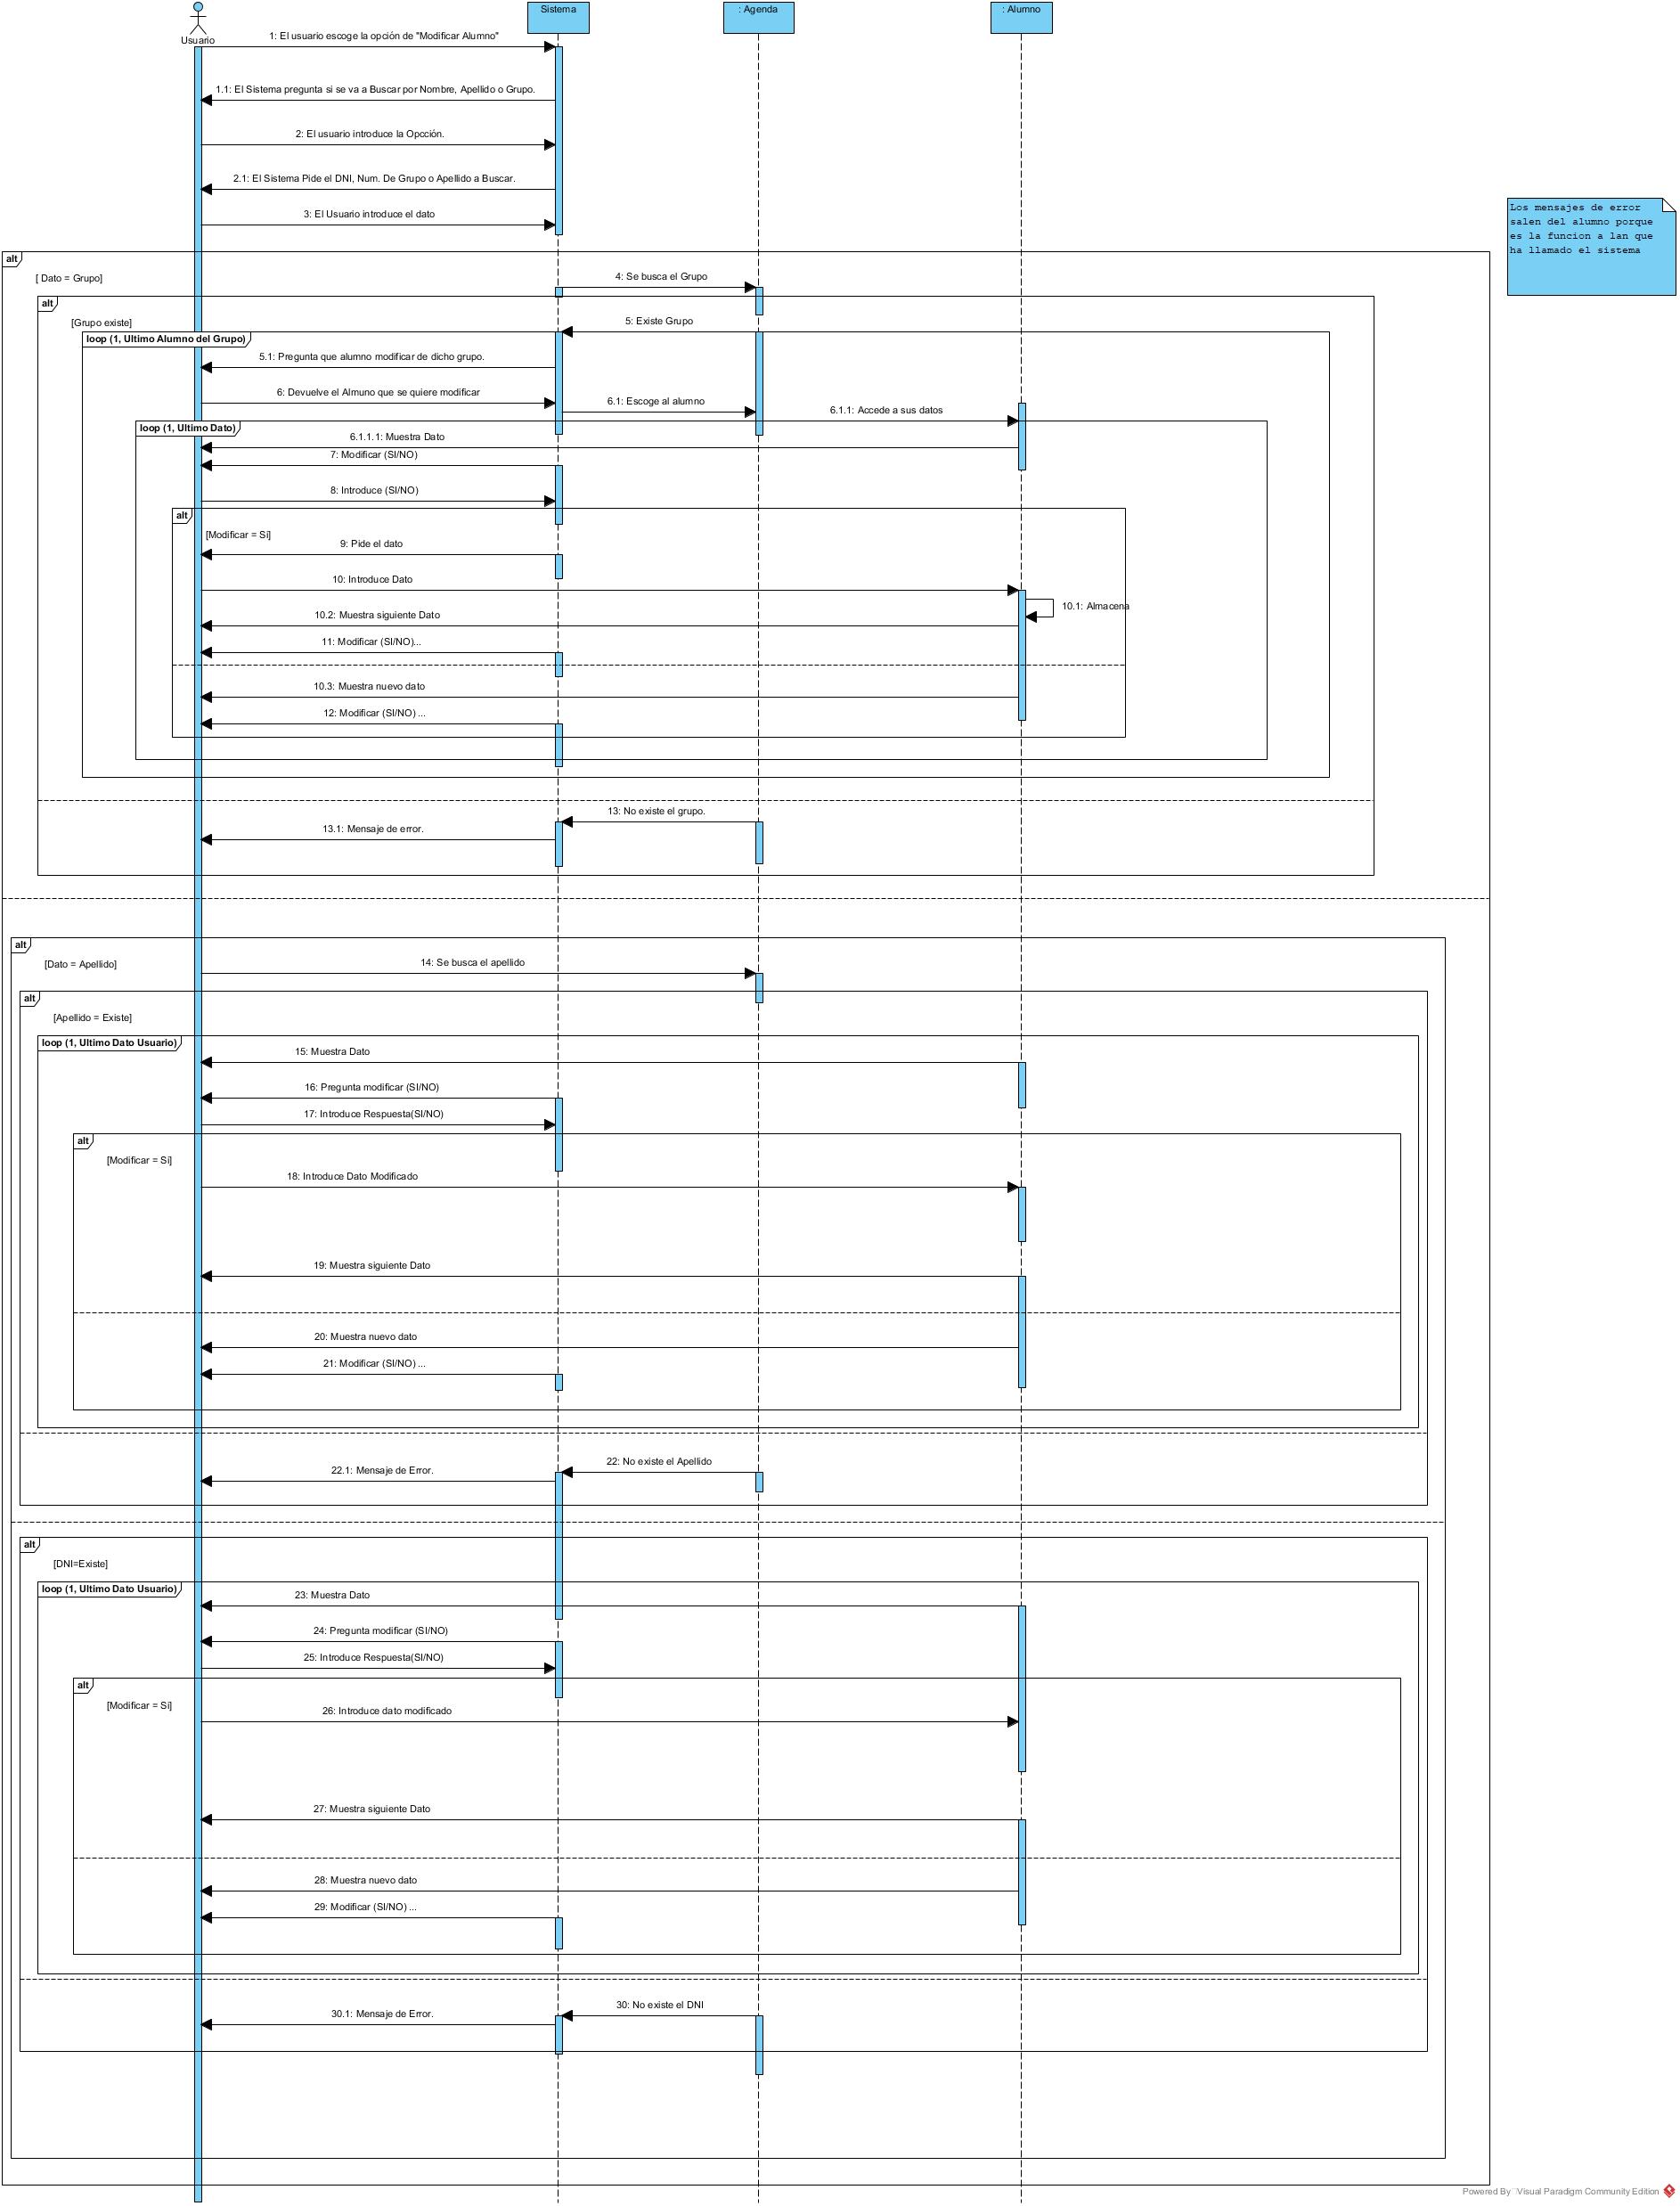 Usuario
Sistema
: Agenda
: Alumno
1: El usuario escoge la opción de "Modificar Alumno"
1.1: El Sistema pregunta si se va a Buscar por Nombre, Apellido o Grupo.
2: El usuario introduce la Opcción.
2.1: El Sistema Pide el DNI, Num. De Grupo o Apellido a Buscar.
3: El Usuario introduce el dato
Los mensajes de error
salen del alumno porque
es la funcion a lan que
ha llamado el sistema
alt
[ Dato = Grupo]
4: Se busca el Grupo
alt
[Grupo existe]
5: Existe Grupo
loop (1, Ultimo Alumno del Grupo)
5.1: Pregunta que alumno modificar de dicho grupo.
6: Devuelve el Almuno que se quiere modificar
6.1: Escoge al alumno
6.1.1: Accede a sus datos
loop (1, Ultimo Dato)
6.1.1.1: Muestra Dato
7: Modificar (SI/NO)
8: Introduce (SI/NO)
alt
[Modificar = Si]
9: Pide el dato
10: Introduce Dato
10.1: Almacena
10.2: Muestra siguiente Dato
11: Modificar (SI/NO)...
10.3: Muestra nuevo dato
12: Modificar (SI/NO) ...
13: No existe el grupo.
13.1: Mensaje de error.
alt
[Dato = Apellido]
14: Se busca el apellido
alt
[Apellido = Existe]
loop (1, Ultimo Dato Usuario)
15: Muestra Dato
16: Pregunta modificar (SI/NO)
17: Introduce Respuesta(SI/NO)
alt
[Modificar = Si]
18: Introduce Dato Modificado
19: Muestra siguiente Dato
20: Muestra nuevo dato
21: Modificar (SI/NO) ...
22: No existe el Apellido
22.1: Mensaje de Error.
alt
[DNI=Existe]
loop (1, Ultimo Dato Usuario)
23: Muestra Dato
24: Pregunta modificar (SI/NO)
25: Introduce Respuesta(SI/NO)
alt
[Modificar = Si]
26: Introduce dato modificado
27: Muestra siguiente Dato
28: Muestra nuevo dato
29: Modificar (SI/NO) ...
30: No existe el DNI
30.1: Mensaje de Error.
Powered By Visual Paradigm Community Edition